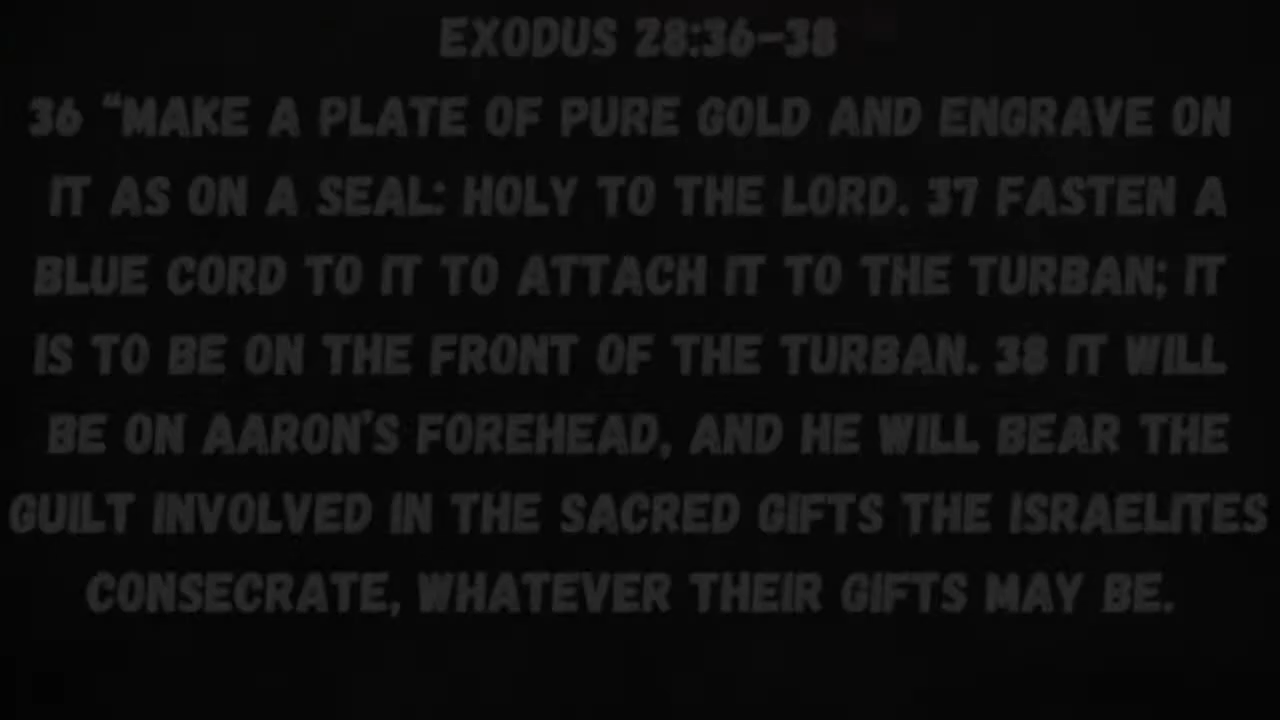 EXODUS 28:36–38
36 “MAKE A PLATE OF PURE GOLD AND ENGRAVE ON
IT AS ON A SEAL: HOLY TO THE LORD. 37 FASTEN A
BLUE CORD TO IT TO ATTACH IT TO THE TURBAN; IT
IS TO BE ON THE FRONT OF THE TURBAN. 38 IT WILL
BE ON AARON’S FOREHEAD, AND HE WILL BEAR THE
GUILT INVOLVED IN THE SACRED GIFTS THE ISRAELITES
CONSECRATE, WHATEVER THEIR GIFTS MAY BE.